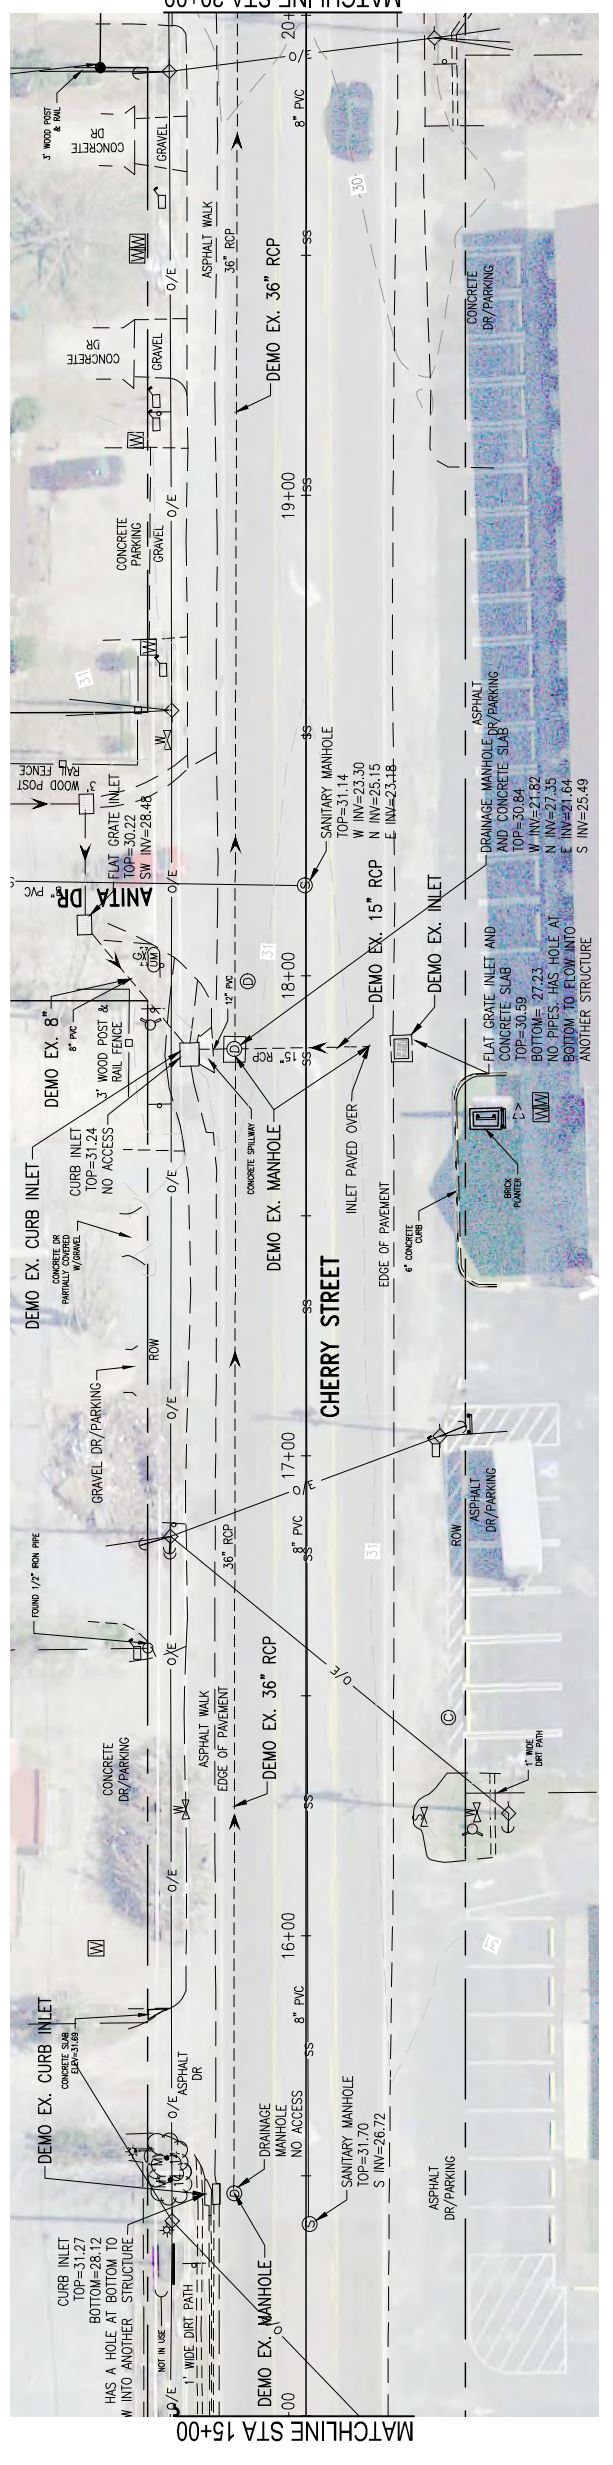 MATCHLINE STA 20+00
20+
O/E
8" PVC
3' WOOD POST
& RAIL
CONCRETE
DR
GRAVEL
W
O/E
ASPHALT WALK
36" RCP
30
SS
DEMO EX. 36" RCP
CONCRETE
DR/PARKING
CONCRETE
DR
GRAVEL
W
O/E
19+00
SS
CONCRETE
PARKING
GRAVEL
W
31
W
SS
WOOD POST
RAIL FENCE
3'
FLAT GRATE INLET
TOP=30.22
SW INV=28.48
SANITARY MANHOLE
TOP=31.14
W INV=23.30
N INV=25.15
E INV=23.18
ASPHALT
DR/PARKING
DRAINAGE MANHOLE
AND CONCRETE SLAB
TOP=30.84
W INV=21.82
N INV=27.35
E INV=21.64
S INV=25.49
8" PVC
ANITA DR
O/E
S
DEMO EX. 15" RCP
DEMO EX. INLET
31
18+00
D
12" PVC
G
UM
DEMO EX. 8"
8" PVC
3' WOOD POST &
RAIL FENCE
D
15" RCP
FLAT GRATE INLET AND
CONCRETE SLAB
TOP=30.59
BOTTOM= 27.23
NO PIPES. HAS HOLE AT
BOTTOM TO FLOW INTO
ANOTHER STRUCTURE
DEMO EX. CURB INLET
CURB INLET
TOP=31.24
NO ACCESS
CONCRETE SPILLWAY
DEMO EX. MANHOLE
INLET PAVED OVER
W
BRICK
PLANTER
O/E
CONCRETE DR
PARTIALLY COVERED
W/GRAVEL
EDGE OF PAVEMENT
6" CONCRETE
CURB
SS
ROW
CHERRY STREET
GRAVEL DR/PARKING
O/E
17+00
O/E
8" PVC
SS
31
ROW
ASPHALT
DR/PARKING
FOUND 1/2" IRON PIPE
36" RCP
O/E
O/E
DEMO EX. 36" RCP
C
CONCRETE
DR/PARKING
ASPHALT WALK
EDGE OF PAVEMENT
1" WIDE
DIRT PATH
W
SS
S
W
O/E
16+00
W
31
8" PVC
SS
DEMO EX. CURB INLET
CONCRETE SLAB
ELEV=31.69
O/E
ASPHALT
DR
DRAINAGE
MANHOLE
NO ACCESS
SANITARY MANHOLE
TOP=31.70
S INV=26.72
ASPHALT
DR/PARKING
D
S
CURB INLET
TOP=31.27
BOTTOM=28.12
HAS A HOLE AT BOTTOM TO
W INTO ANOTHER STRUCTURE
NOT IN USE
1' WIDE DIRT PATH
DEMO EX. MANHOLE
O/E
+00
MATCHLINE STA 15+00